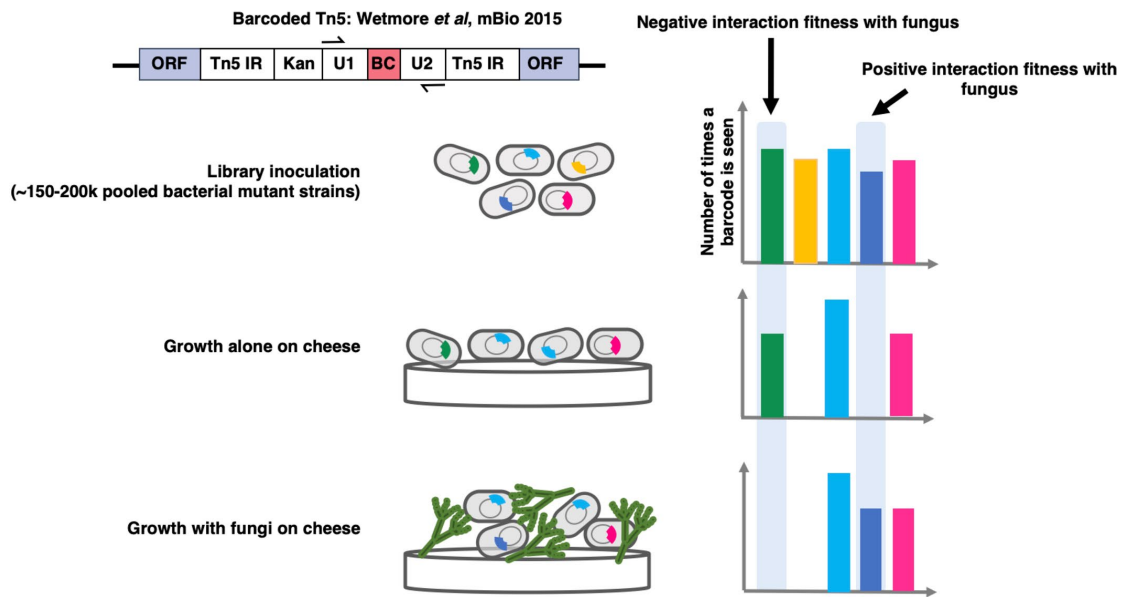 Barcoded Tn5: Wetmore et al, mBio 2015
ORF Tn5 IR Kan U1 BC U2 Tn5 IR ORF
Negative interaction fitness with fungus
Positive interaction fitness with
fungus
Library inoculation
(~150-200k pooled bacterial mutant strains)
Number of times a
barcode is seen
Growth alone on cheese
Growth with fungi on cheese